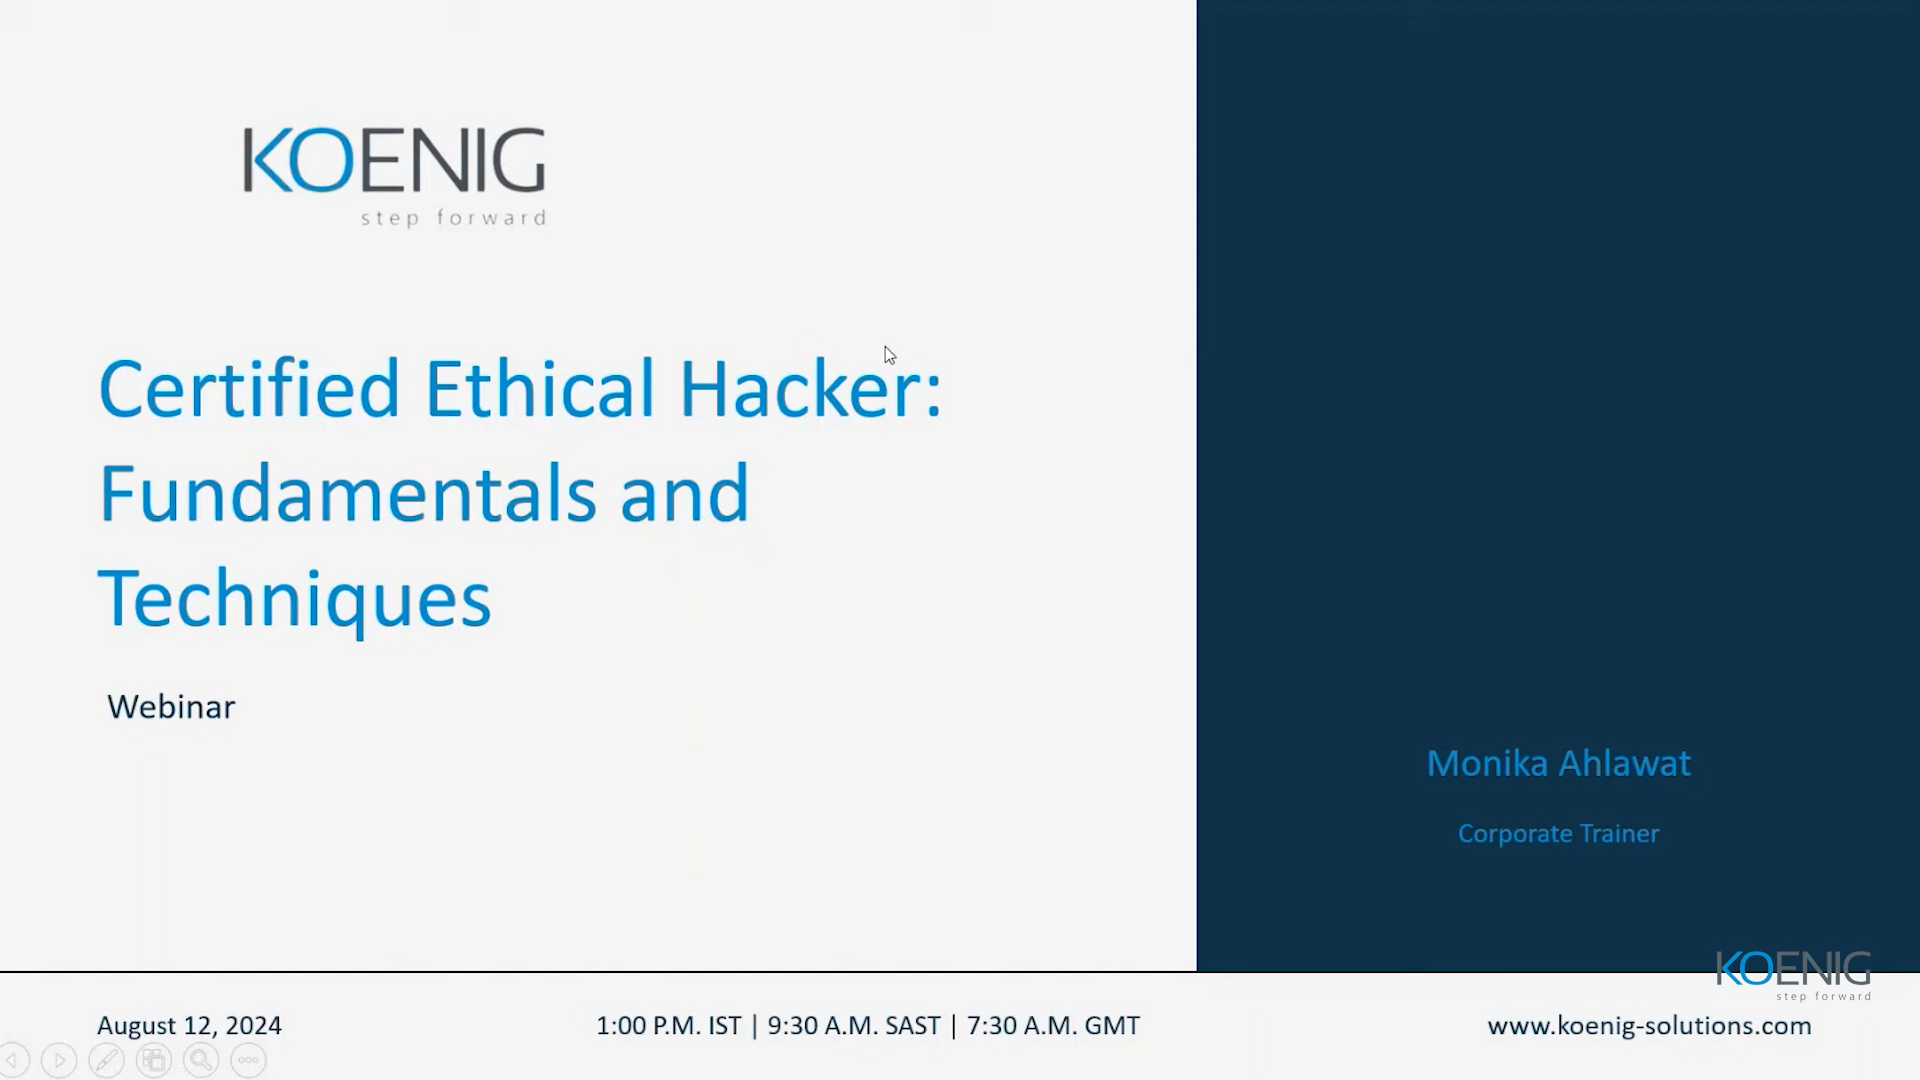 KOENIG
step forward
Certified Ethical Hacker:
Fundamentals and
Techniques
Webinar
Monika Ahlawat
Corporate Trainer
KOENIG
step forward
August 12, 2024
1:00 P.M. IST | 9:30 A.M. SAST | 7:30 A.M. GMT
www.koenig-solutions.com